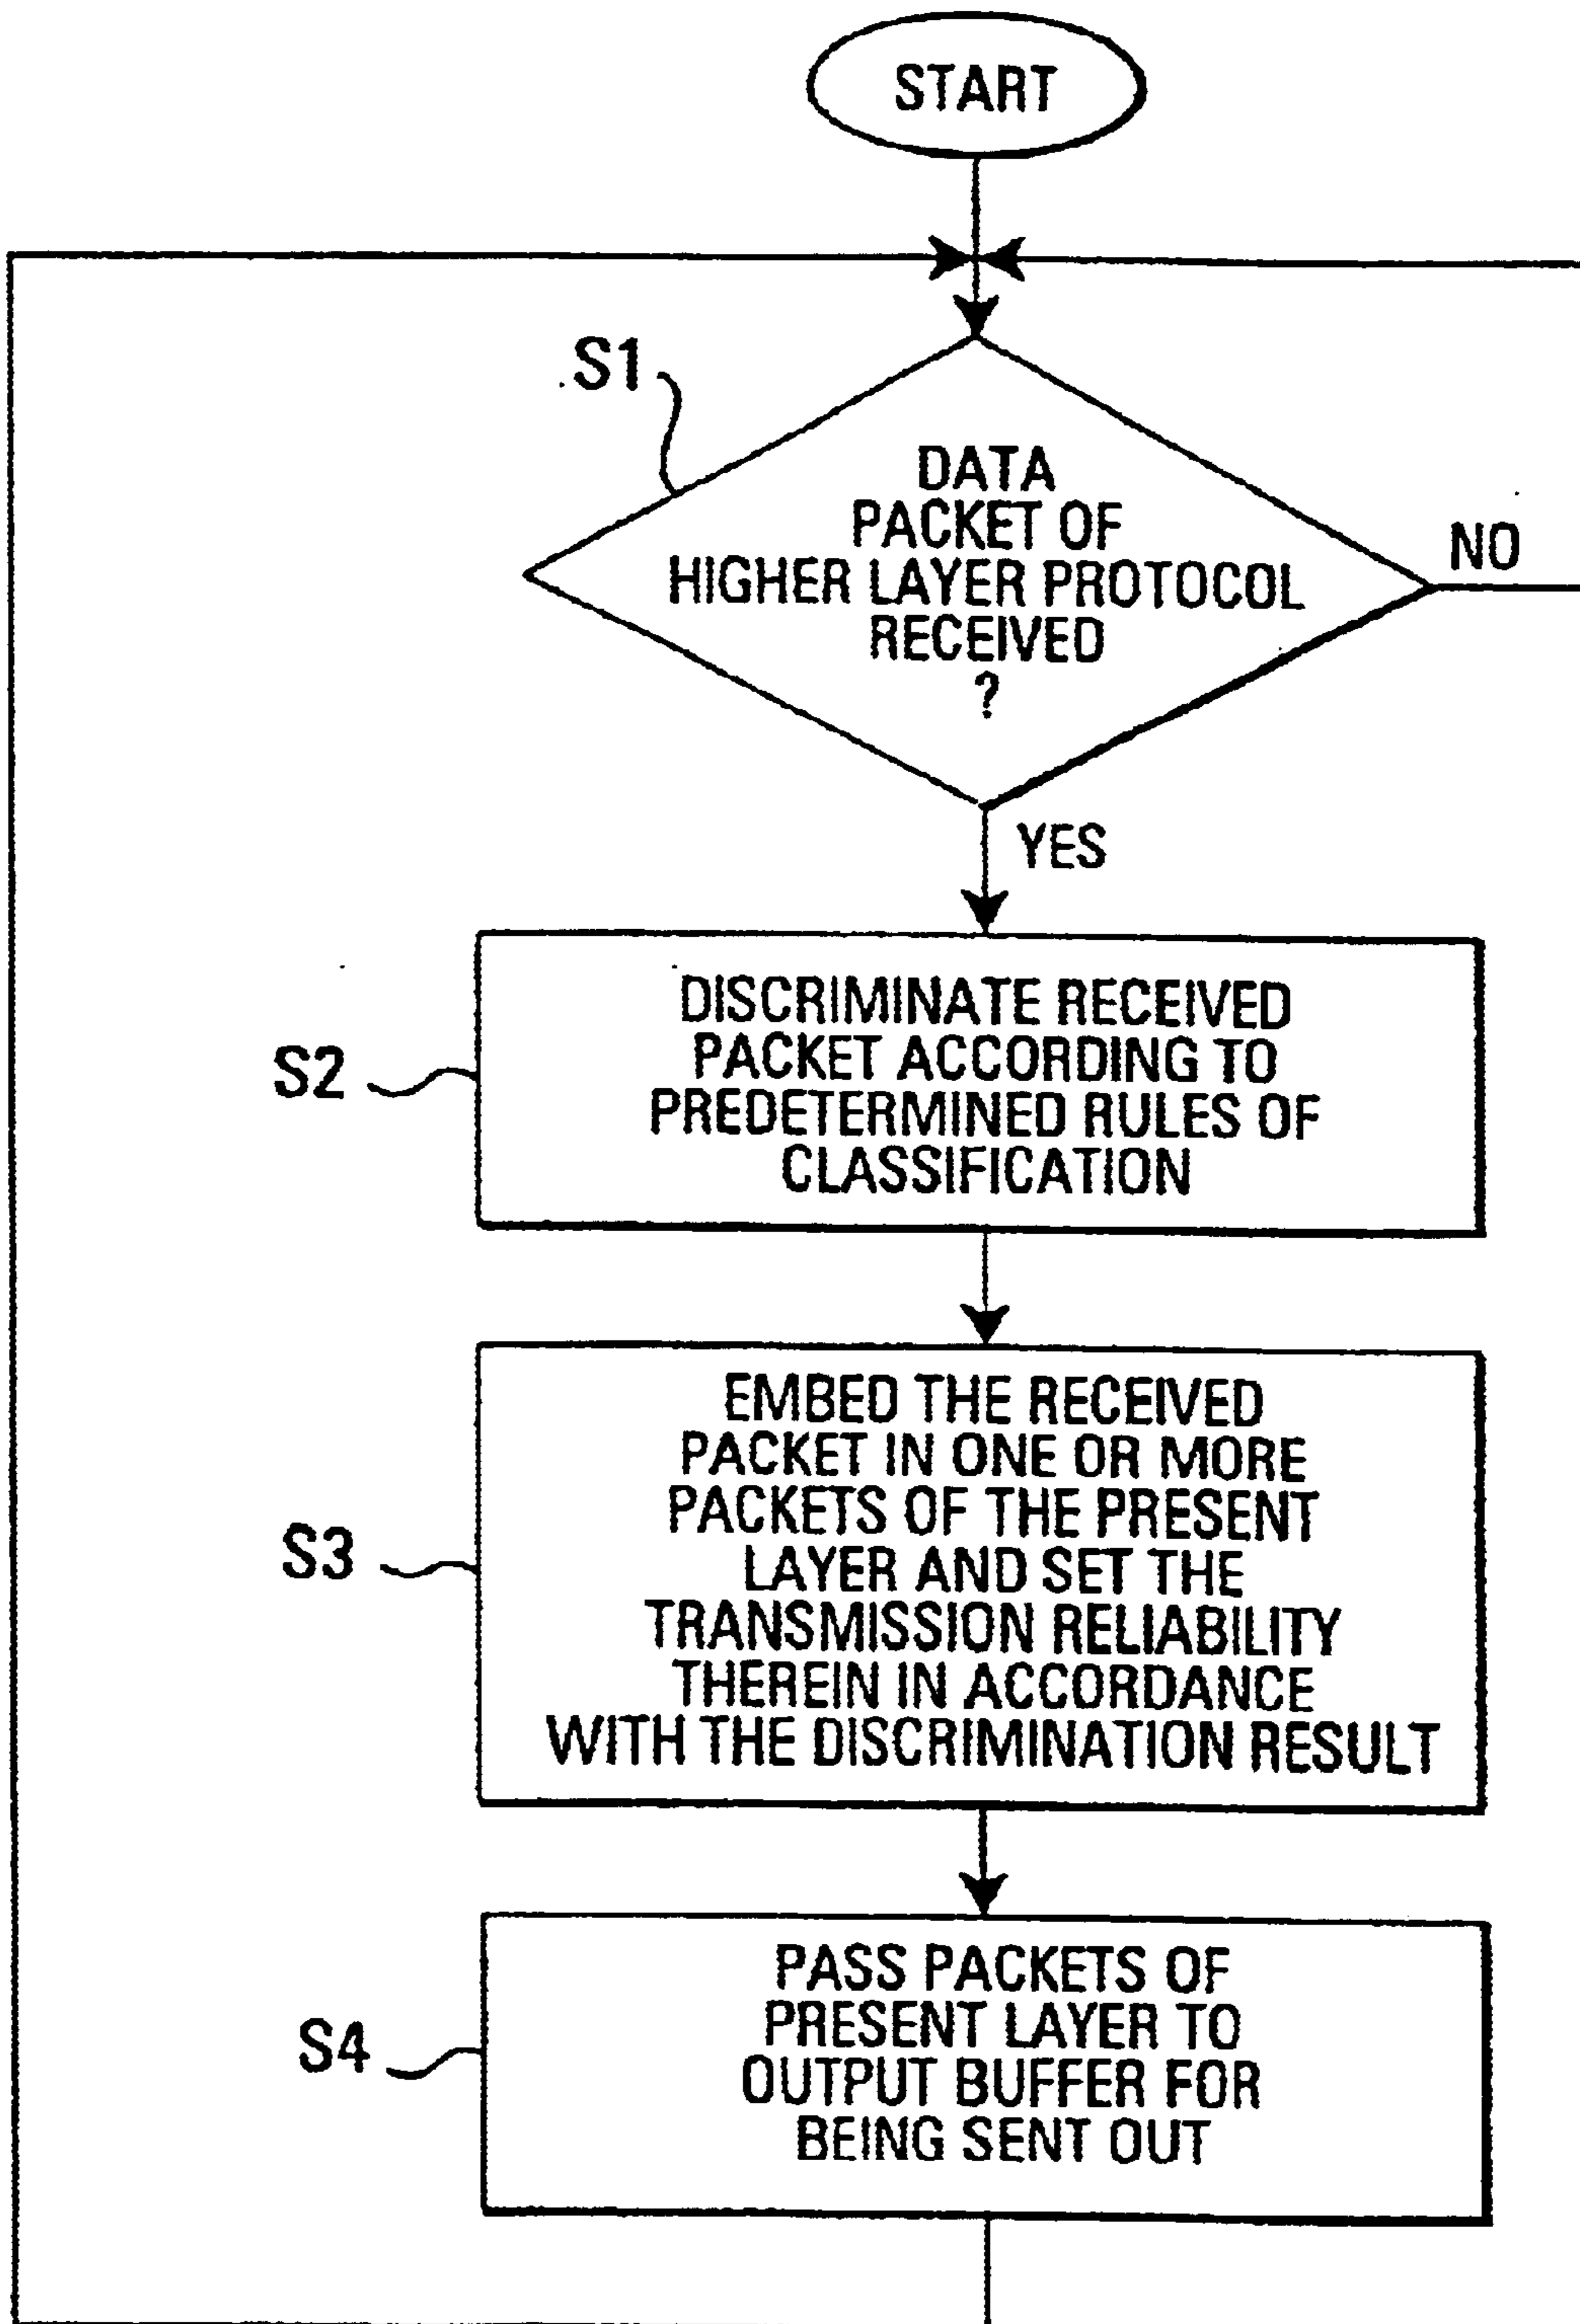 START
S1
DATA
PACKET OF
HIGHER LAYER PROTOCOL
RECEIVED
?
NO
YES
S2
DISCRIMINATE RECEIVED
PACKET ACCORDING TO
PREDETERMINED RULES OF
CLASSIFICATION
S3
EMBED THE RECEIVED
PACKET IN ONE OR MORE
PACKETS OF THE PRESENT
LAYER AND SET THE
TRANSMISSION RELIABILITY
THEREIN IN ACCORDANCE
WITH THE DISCRIMINATION RESULT
S4
PASS PACKETS OF
PRESENT LAYER TO
OUTPUT BUFFER FOR
BEING SENT OUT